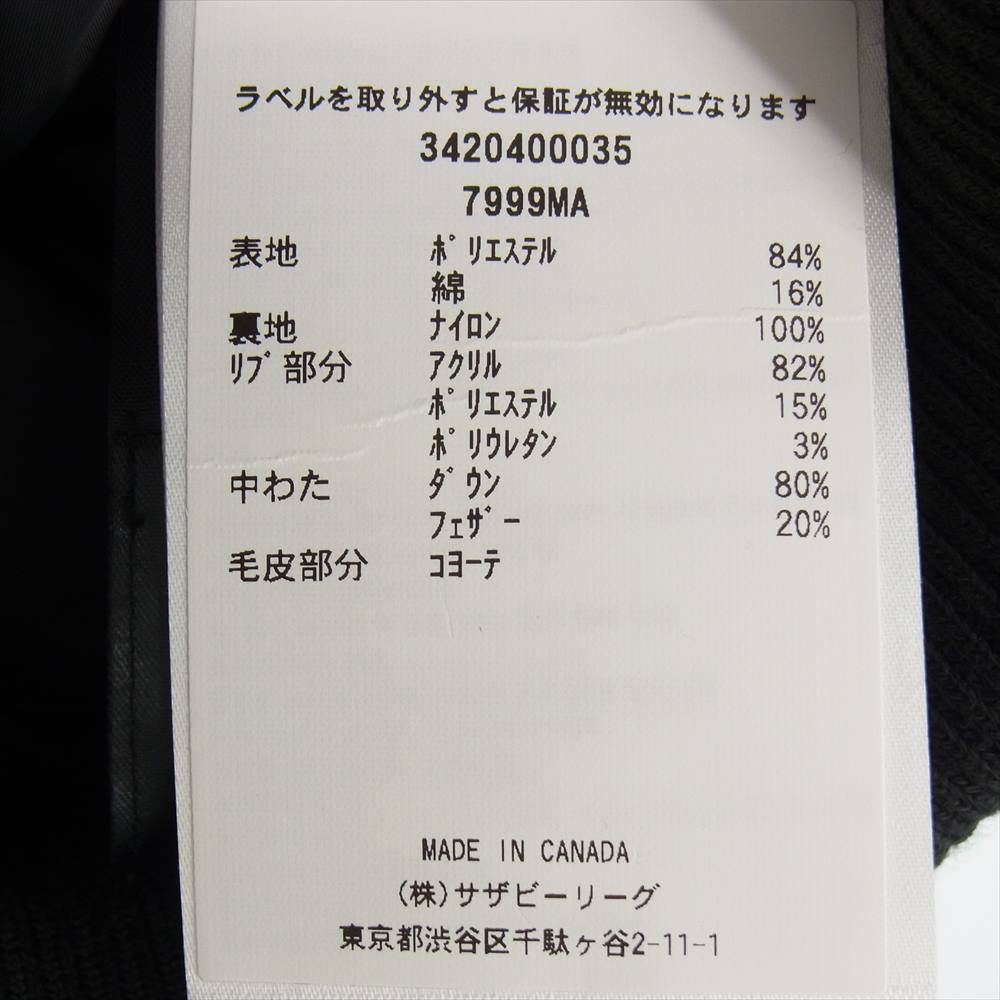 ラベルを取り外すと保証が無効になります
3420400035
7999MA
表地 ポリエステル 84%
綿 16%
裏地 ナイロン 100%
リブ部分 アクリル 82%
ポリエステル 15%
ポリウレタン 3%
中わた ダウン 80%
フェザー 20%
毛皮部分 コヨーテ
MADE IN CANADA
(株)サザビーリーグ
東京都渋谷区千駄ヶ谷2-11-1